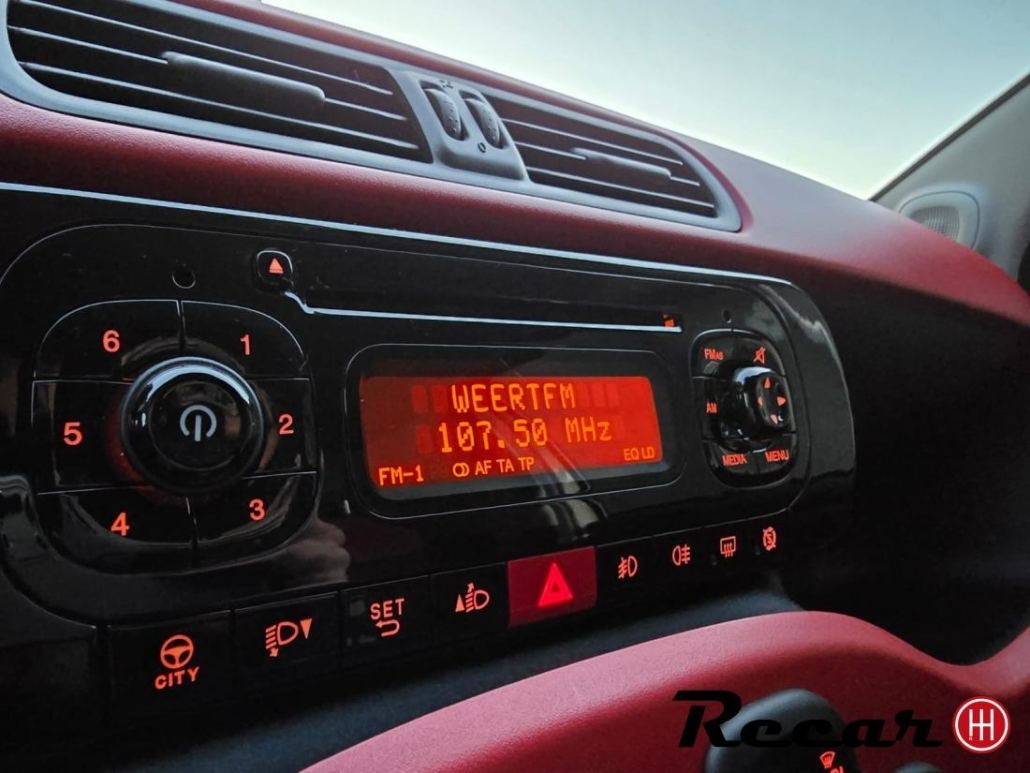 6
1
5
2
4
3
WEERTFM
107.50 MHz
FM-1
AF TA TP
EQ LD
FMAS
AM
MEDIA
MENU
CITY
SET
Recar